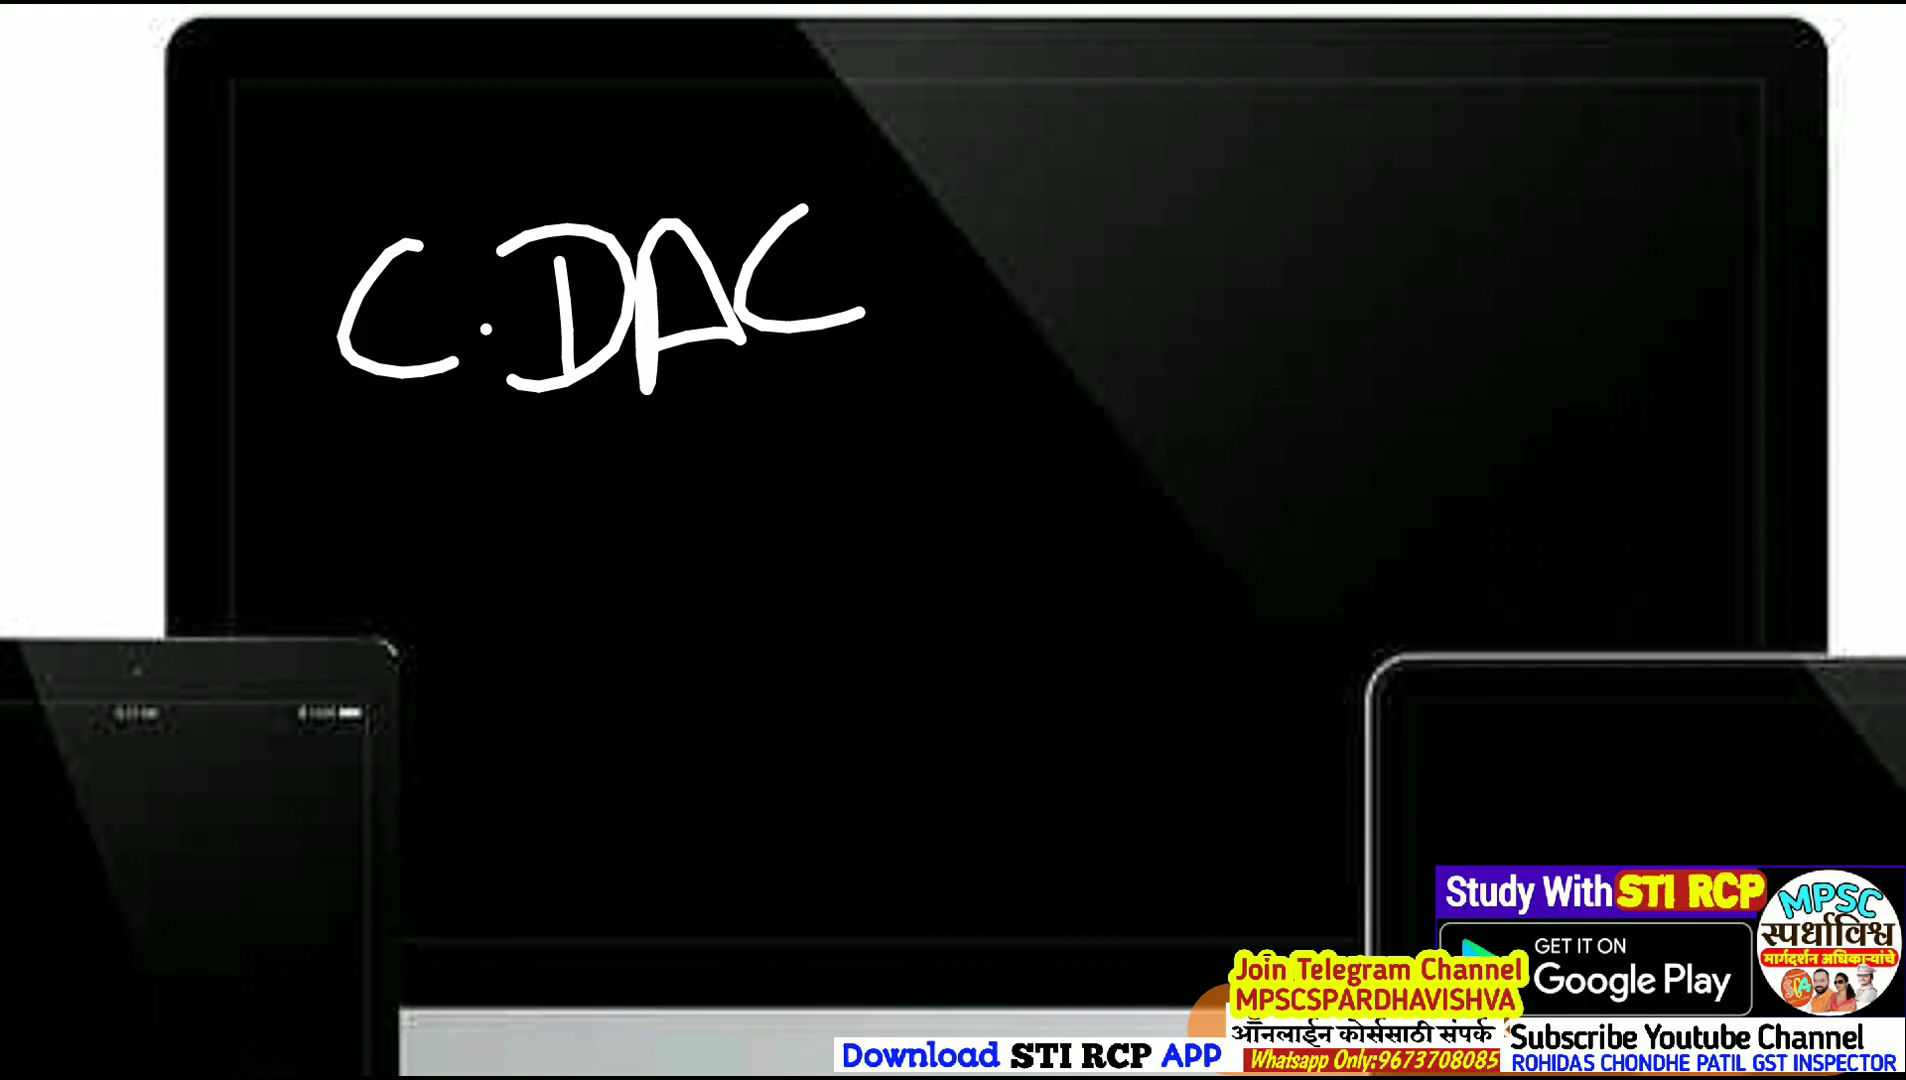 C.DAC
Study With STI RCP
MPSC
स्पर्धाविश्व
मार्गदर्शन अधिकाऱ्यांचे
GET IT ON
Google Play
Join Telegram Channel
MPSCSPARDHAVISHVA
ऑनलाईन कोर्ससाठी संपर्क
Whatsapp Only:9673708085
Download STI RCP APP
Subscribe Youtube Channel
ROHIDAS CHONDHE PATIL GST INSPECTOR